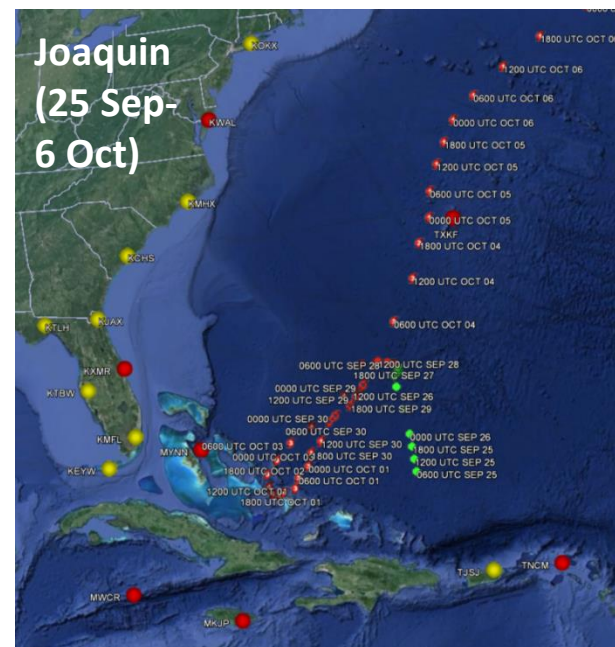 Joaquin
(25 Sep-
6 Oct)
1800 UTC OCT 06
1200 UTC OCT 06
0600 UTC OCT 06
0000 UTC OCT 06
1800 UTC OCT 05
1200 UTC OCT 05
0600 UTC OCT 05
0000 UTC OCT 05
TXKF
1800 UTC OCT 04
1200 UTC OCT 04
0600 UTC OCT 04
KOKX
KWAL
KMHX
KCHS
KJAX
KTLH
KXMR
KTBW
KMFL
KEYW
MYNN
0600 UTC SEP 28
1200 UTC SEP 28
1800 UTC SEP 27
0000 UTC SEP 29
1200 UTC SEP 26
1200 UTC SEP 29
1800 UTC SEP 29
0000 UTC SEP 30
0600 UTC SEP 30
0000 UTC SEP 26
0600 UTC OCT 03
1200 UTC SEP 30
1800 UTC SEP 25
0000 UTC OCT 03
1800 UTC SEP 30
1200 UTC SEP 25
1800 UTC OCT 02
0000 UTC OCT 01
0600 UTC SEP 25
0600 UTC OCT 01
1200 UTC OCT
1800 UTC OCT 01
TJSJ
TNCM
MWCR
MKJP